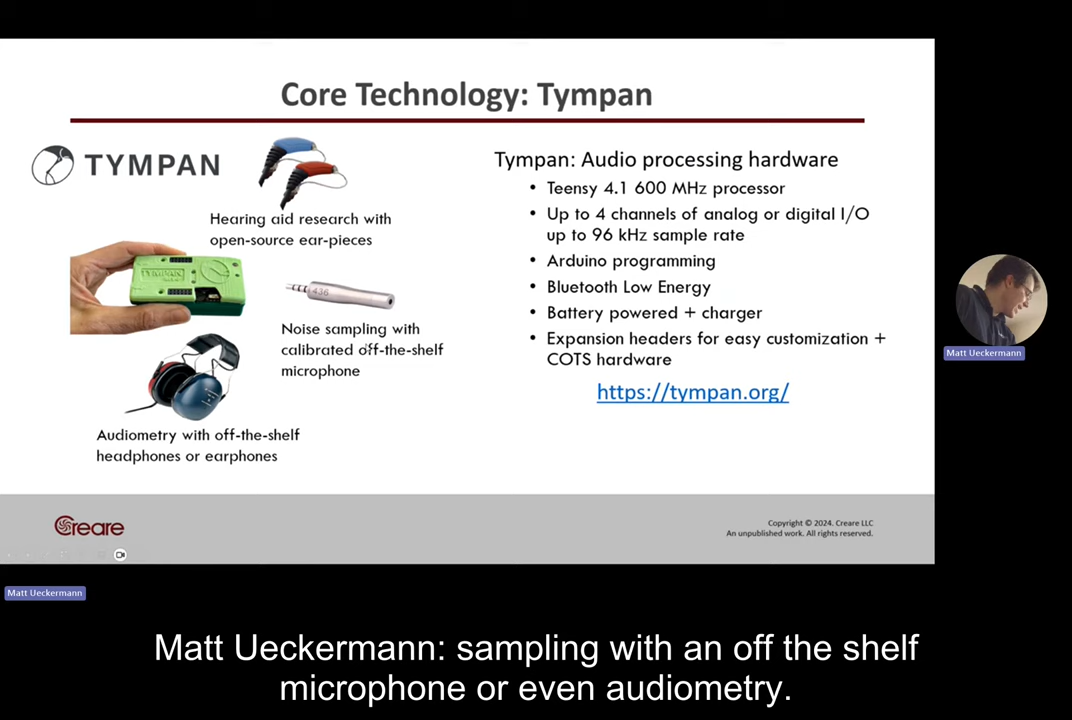 Core Technology: Tympan
TYMPAN
Hearing aid research with
open-source ear-pieces
TYMPAN
436
Noise sampling with
calibrated off-the-shelf
microphone
Audiometry with off-the-shelf
headphones or earphones
Tympan: Audio processing hardware
• Teensy 4.1 600 MHz processor
• Up to 4 channels of analog or digital I/O
up to 96 kHz sample rate
• Arduino programming
• Bluetooth Low Energy
• Battery powered + charger
• Expansion headers for easy customization +
COTS hardware
https://tympan.org/
Matt Ueckermann
Creare
Copyright © 2024. Creare LLC
An unpublished work. All rights reserved.
Matt Ueckermann
Matt Ueckermann: sampling with an off the shelf
microphone or even audiometry.